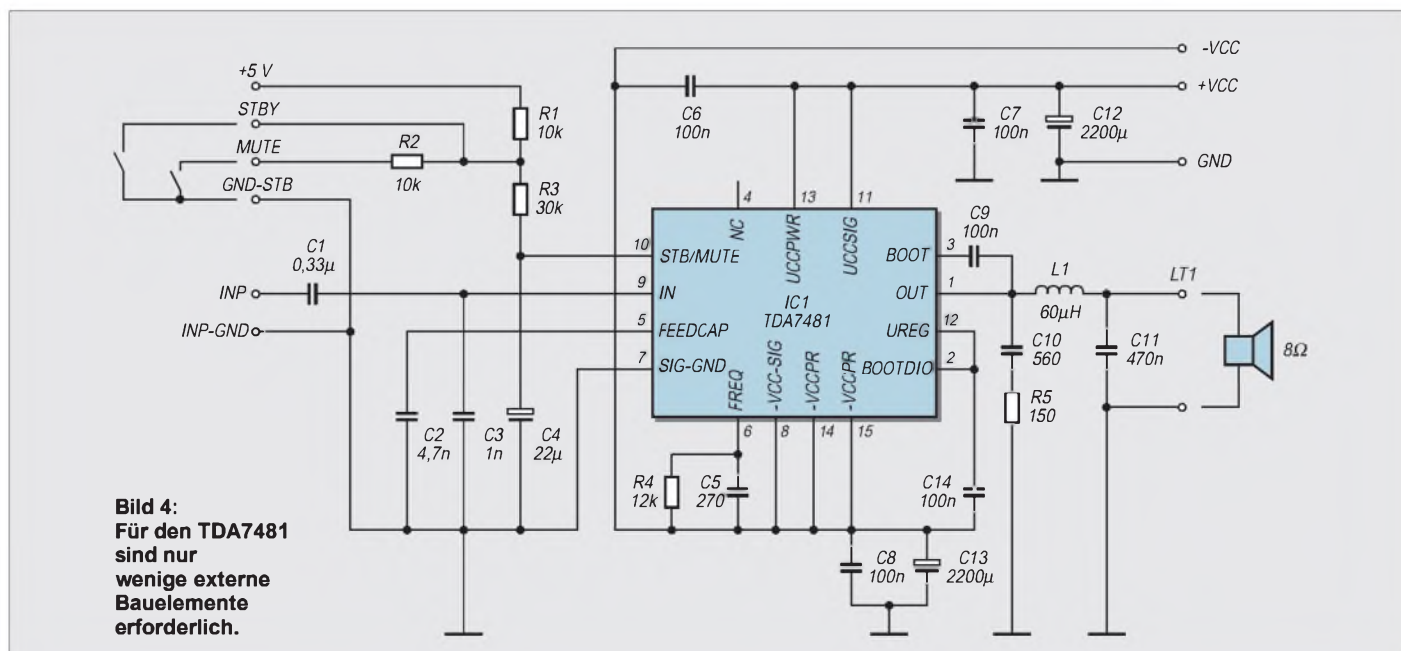 -VCC
+5 V
+VCC
STBY
R1
10k
C6
100n
C7
100n
C12
2200µ
MUTE
R2
10k
GND
GND-STB
R3
30k
4
13
11
NC
UCCPWR
UCCSIG
C9
100n
C1
0,33µ
10
STB/MUTE
BOOT
3
INP
9
IN
IC1
TDA7481
OUT
1
L1
60µH
LT1
INP-GND
5
FEEDCAP
UREG
12
7
SIG-GND
BOOTDIO
2
C10
560
C11
470n
8Ω
FREQ
-VCC-SIG
-VCCPR
-VCCPR
R5
150
6
8
14
15
C2
4,7n
C3
1n
C4
22µ
R4
12k
C5
270
C14
100n
C8
100n
C13
2200µ
Bild 4:
Für den TDA7481
sind nur
wenige externe
Bauelemente
erforderlich.